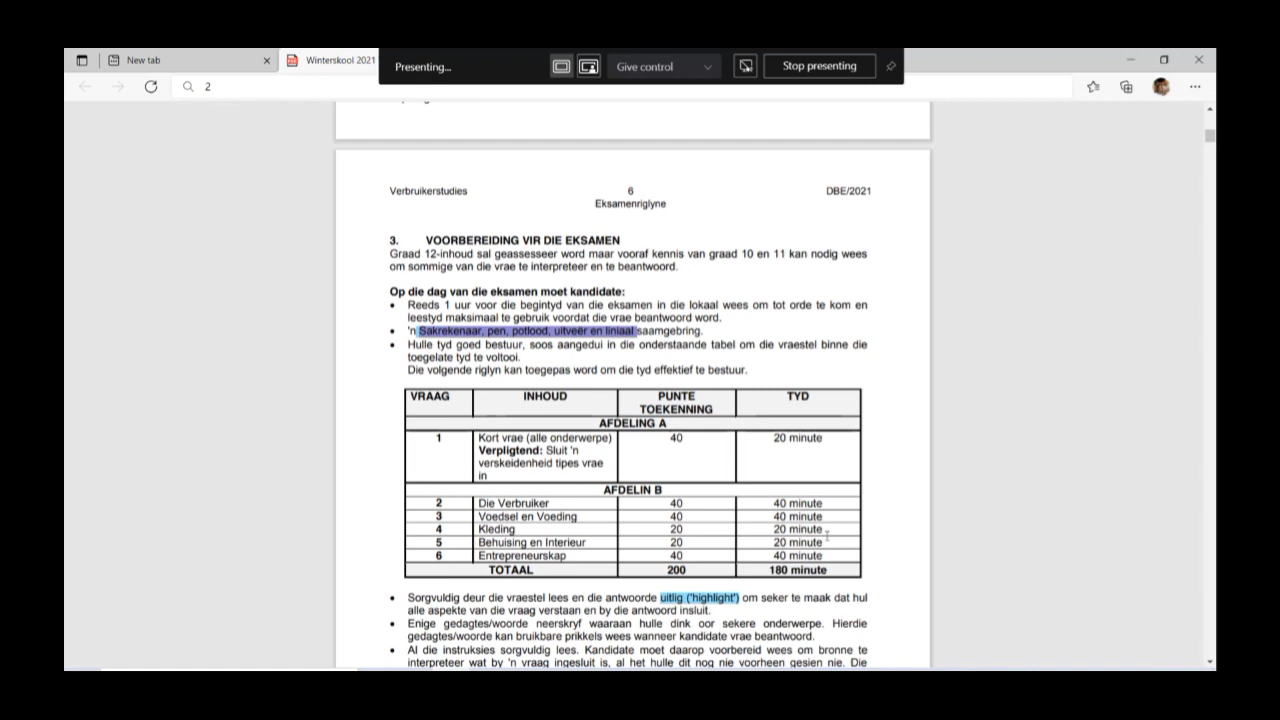 New tab
Winterskool 2021
Presenting...
Give control
Stop presenting
2
Verbruikerstudies 6 DBE/2021
Eksamenriglyne
3. VOORBEREIDING VIR DIE EKSAMEN
Graad 12-inhoud sal geassesseer word maar vooraf kennis van graad 10 en 11 kan nodig wees
om sommige van die vrae te interpreteer en te beantwoord.
Op die dag van die eksamen moet kandidate:
• Reeds 1 uur voor die begintyd van die eksamen in die lokaal wees om tot orde te kom en
leestyd maksimaal te gebruik voordat die vrae beantwoord word.
• 'n Sakrekenaar, pen, potlood, uitveër en liniaal saamgebring.
• Hulle tyd goed bestuur, soos aangedui in die onderstaande tabel om die vraestel binne die
toegelate tyd te voltooi.
Die volgende riglyn kan toegepas word om die tyd effektief te bestuur.
VRAAG INHOUD PUNTE TYD
TOEKENNING
AFDELING A
1 Kort vrae (alle onderwerpe) 40 20 minute
Verpligtend: Sluit 'n
verskeidenheid tipes vrae
in
AFDELIN B
2 Die Verbruiker 40 40 minute
3 Voedsel en Voeding 40 40 minute
4 Kleding 20 20 minute
5 Behuising en Interieur 20 20 minute
6 Entrepreneurskap 40 40 minute
TOTAAL 200 180 minute
• Sorgvuldig deur die vraestel lees en die antwoorde uitlig ('highlight') om seker te maak dat hul
alle aspekte van die vraag verstaan en by die antwoord insluit.
• Enige gedagtes/woorde neerskryf waaraan hulle dink oor sekere onderwerpe. Hierdie
gedagtes/woorde kan bruikbare prikkels wees wanneer kandidate vrae beantwoord.
• Al die instruksies sorgvuldig lees. Kandidate moet daarop voorbereid wees om bronne te
interpreteer wat by 'n vraag ingesluit is, al het hulle dit nog nie voorheen gesien nie. Die